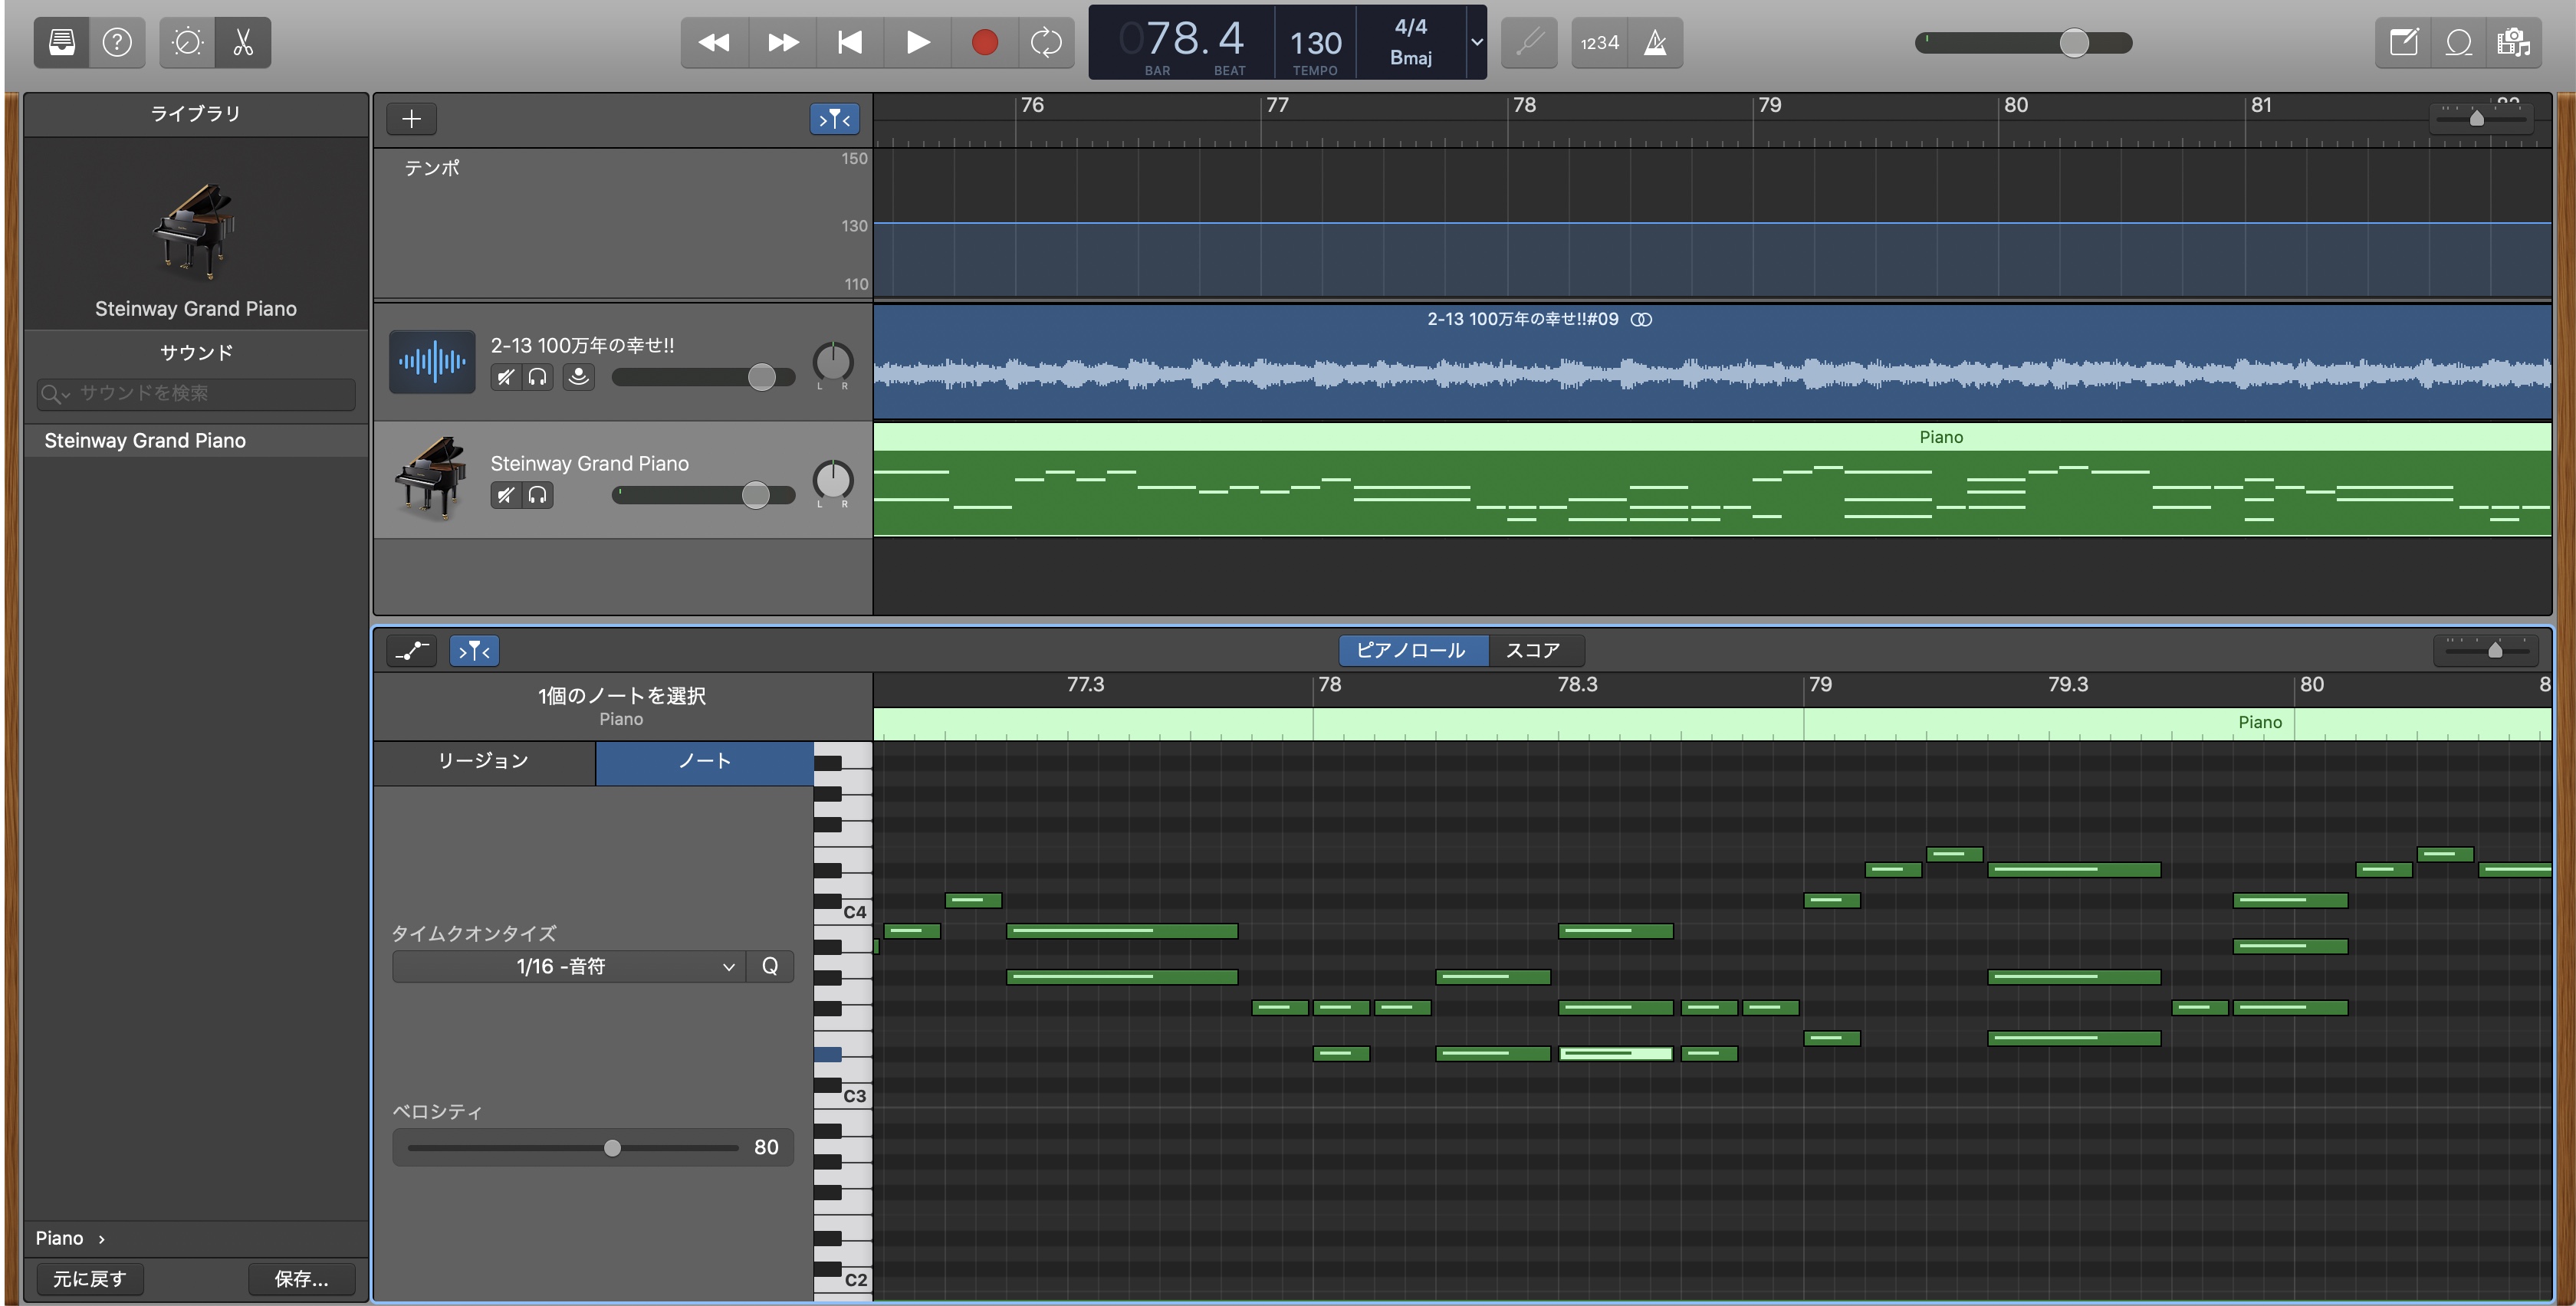 078.4
BAR
BEAT
130
TEMPO
4/4
Bmaj
1234
ライブラリ
Steinway Grand Piano
サウンド
サウンドを検索
Steinway Grand Piano
Piano
元に戻す
保存...
76
77
78
79
80
81
テンポ
150
130
110
2-13 100万年の幸せ!!
L R
2-13 100万年の幸せ!!#09
Steinway Grand Piano
L R
Piano
ピアノロール
スコア
1個のノートを選択
Piano
77.3
78
78.3
79
79.3
80
8
Piano
リージョン
ノート
タイムクオンタイズ
1/16 -音符
Q
ベロシティ
80
C4
C3
C2